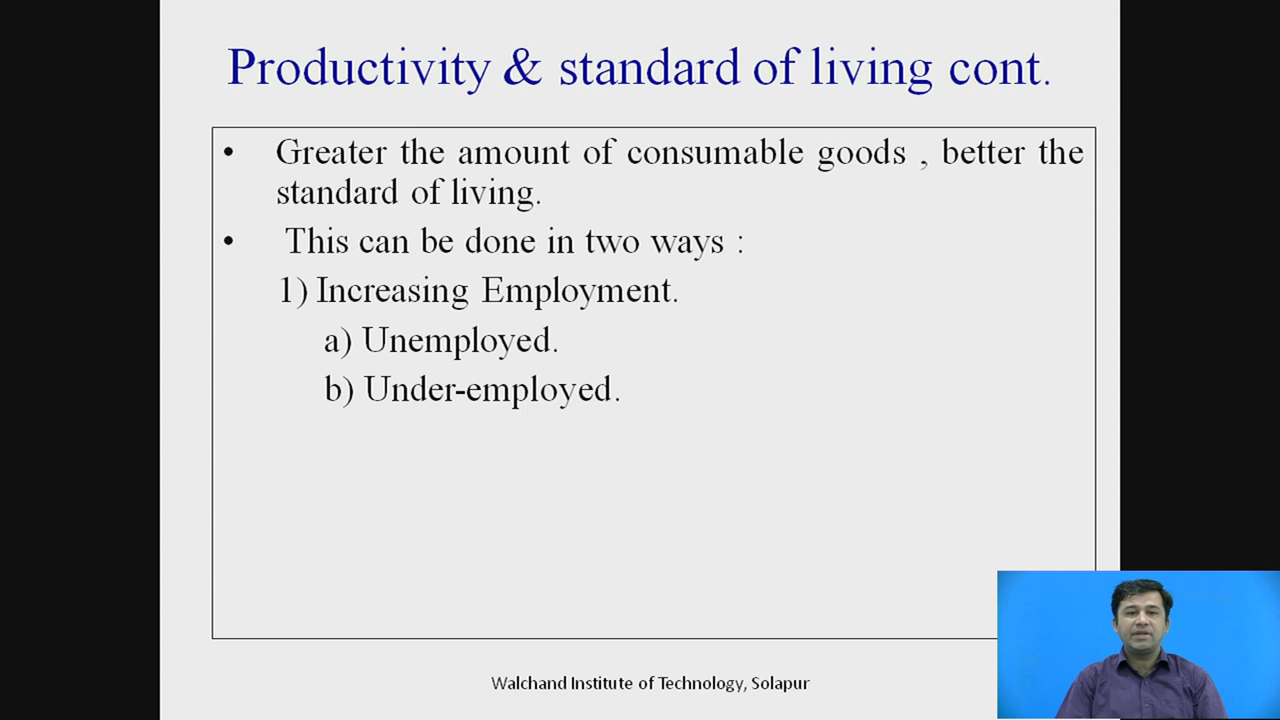 Productivity & standard of living cont.
• Greater the amount of consumable goods , better the
standard of living.
• This can be done in two ways :
1) Increasing Employment.
a) Unemployed.
b) Under-employed.
Walchand Institute of Technology, Solapur